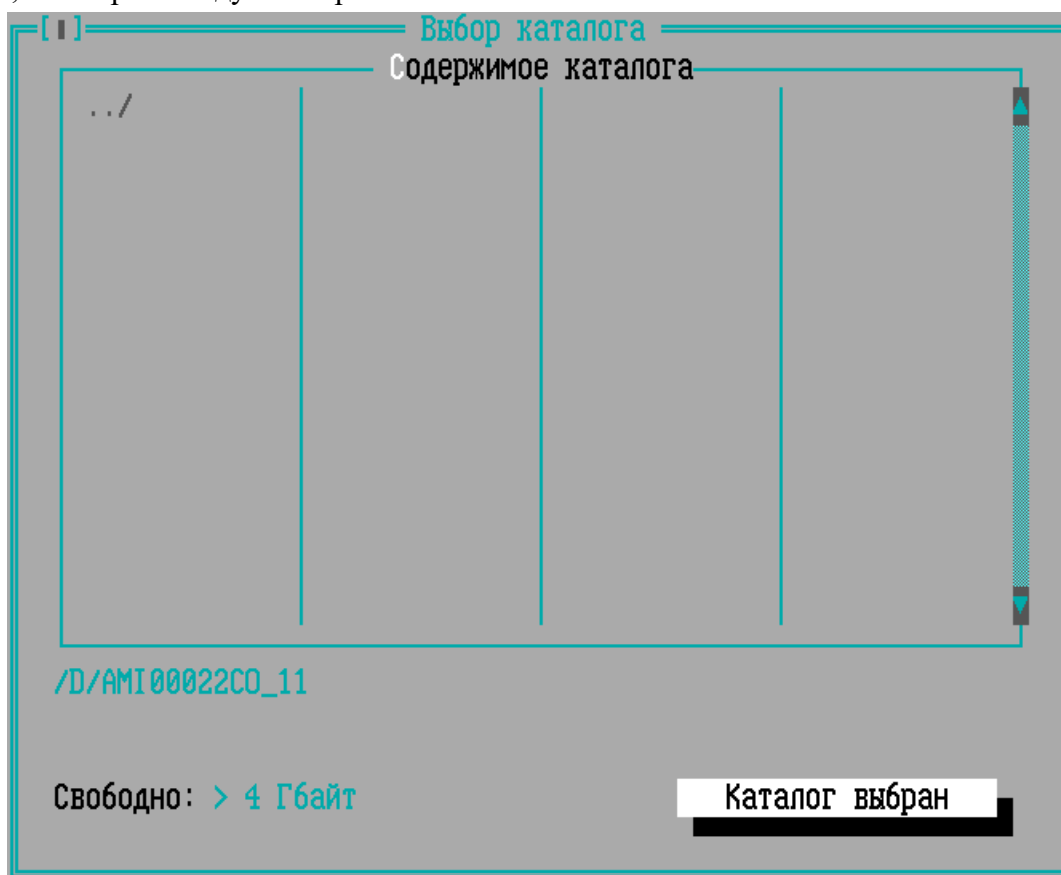 [▮] Выбор каталога
Содержимое каталога
../
/D/AMI00022CO_11
Свободно: > 4 Гбайт
Каталог выбран